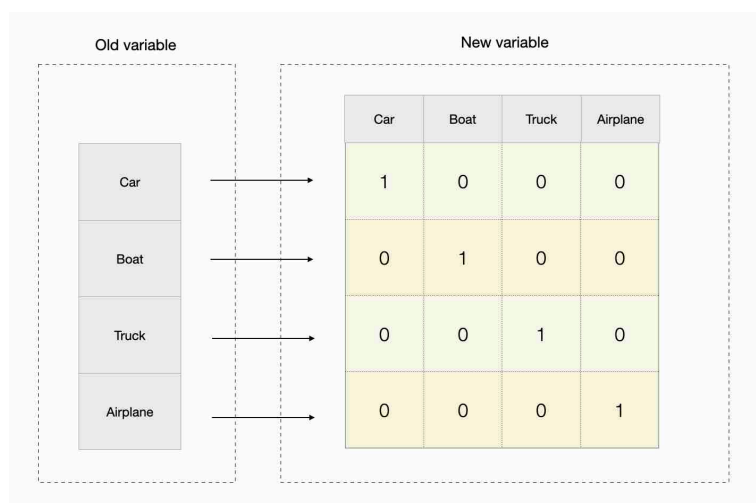 Old variable
New variable
Car Boat Truck Airplane
Car 1 0 0 0
Boat 0 1 0 0
Truck 0 0 1 0
Airplane 0 0 0 1